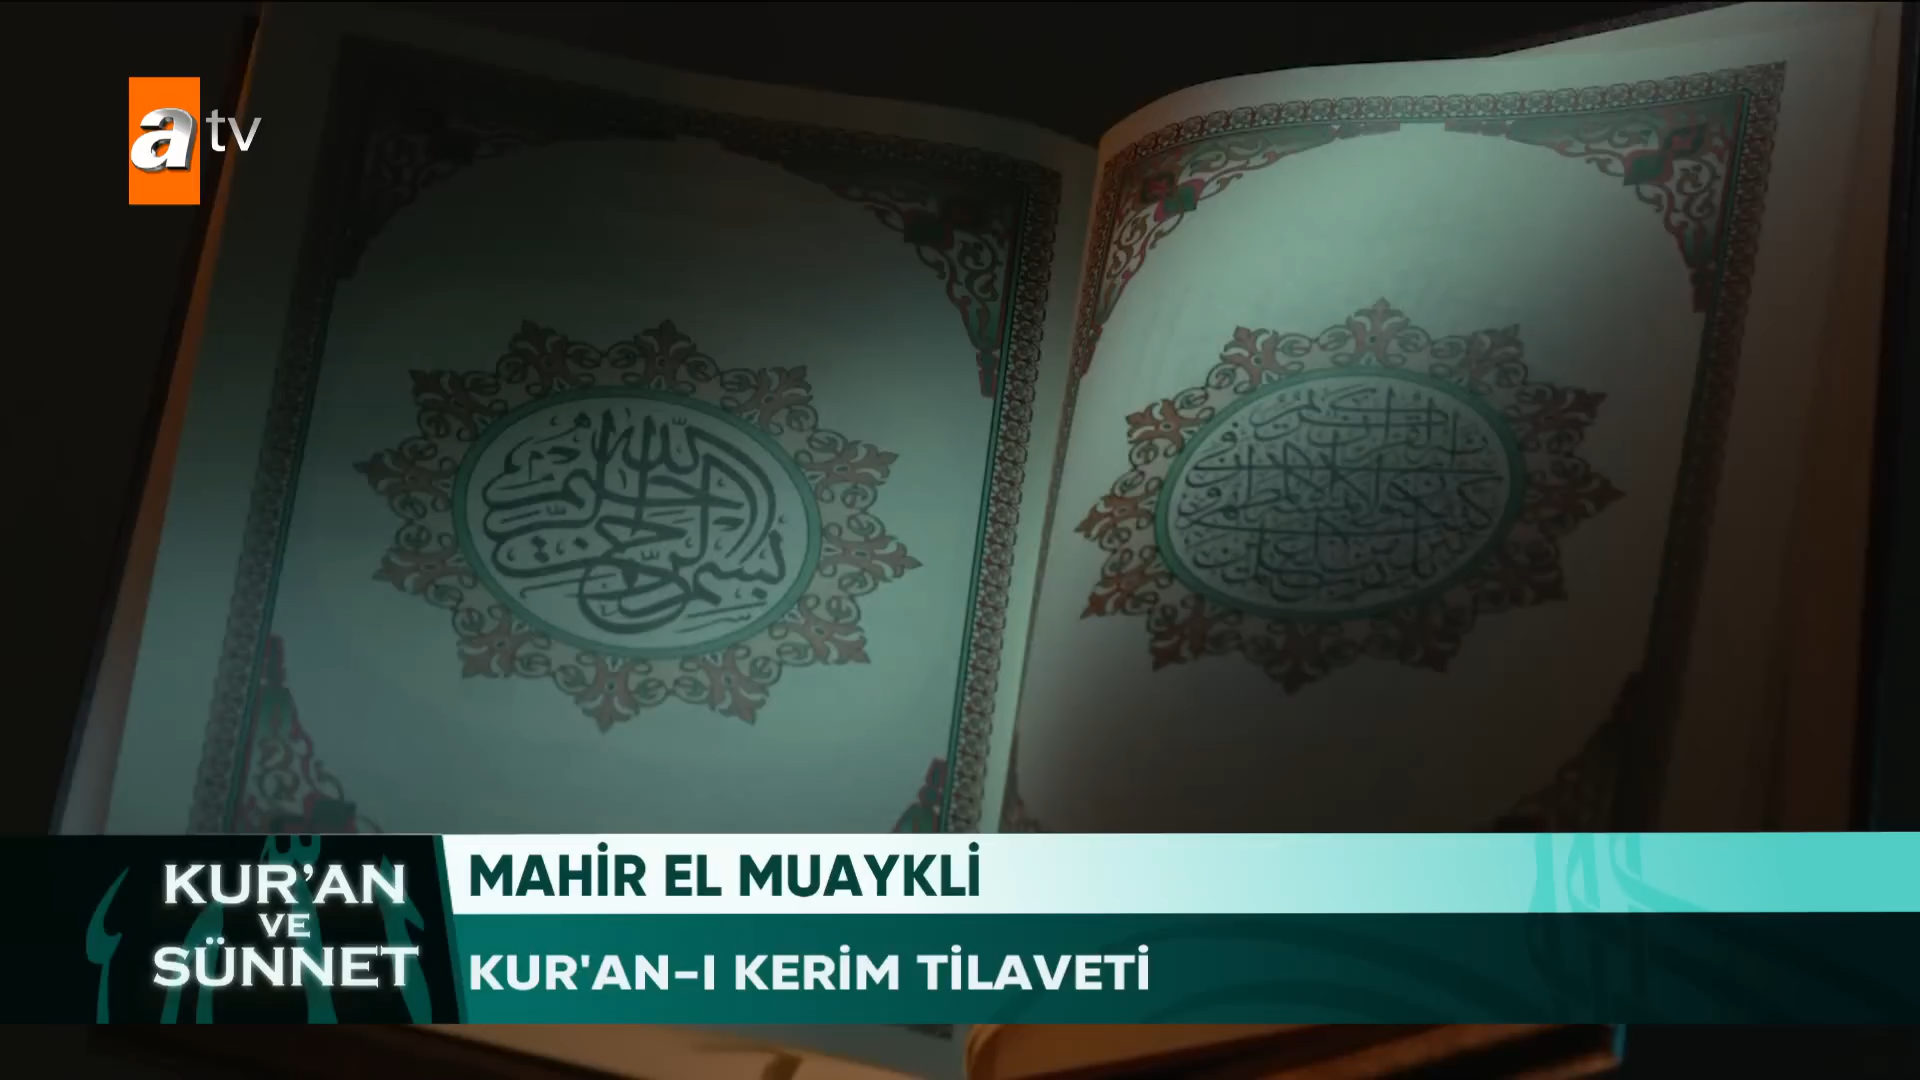 atv
بسم الله الرحمن الرحيم
KUR'AN
VE
SÜNNET
MAHİR EL MUAYKLİ
KUR'AN-I KERİM TİLAVETİ